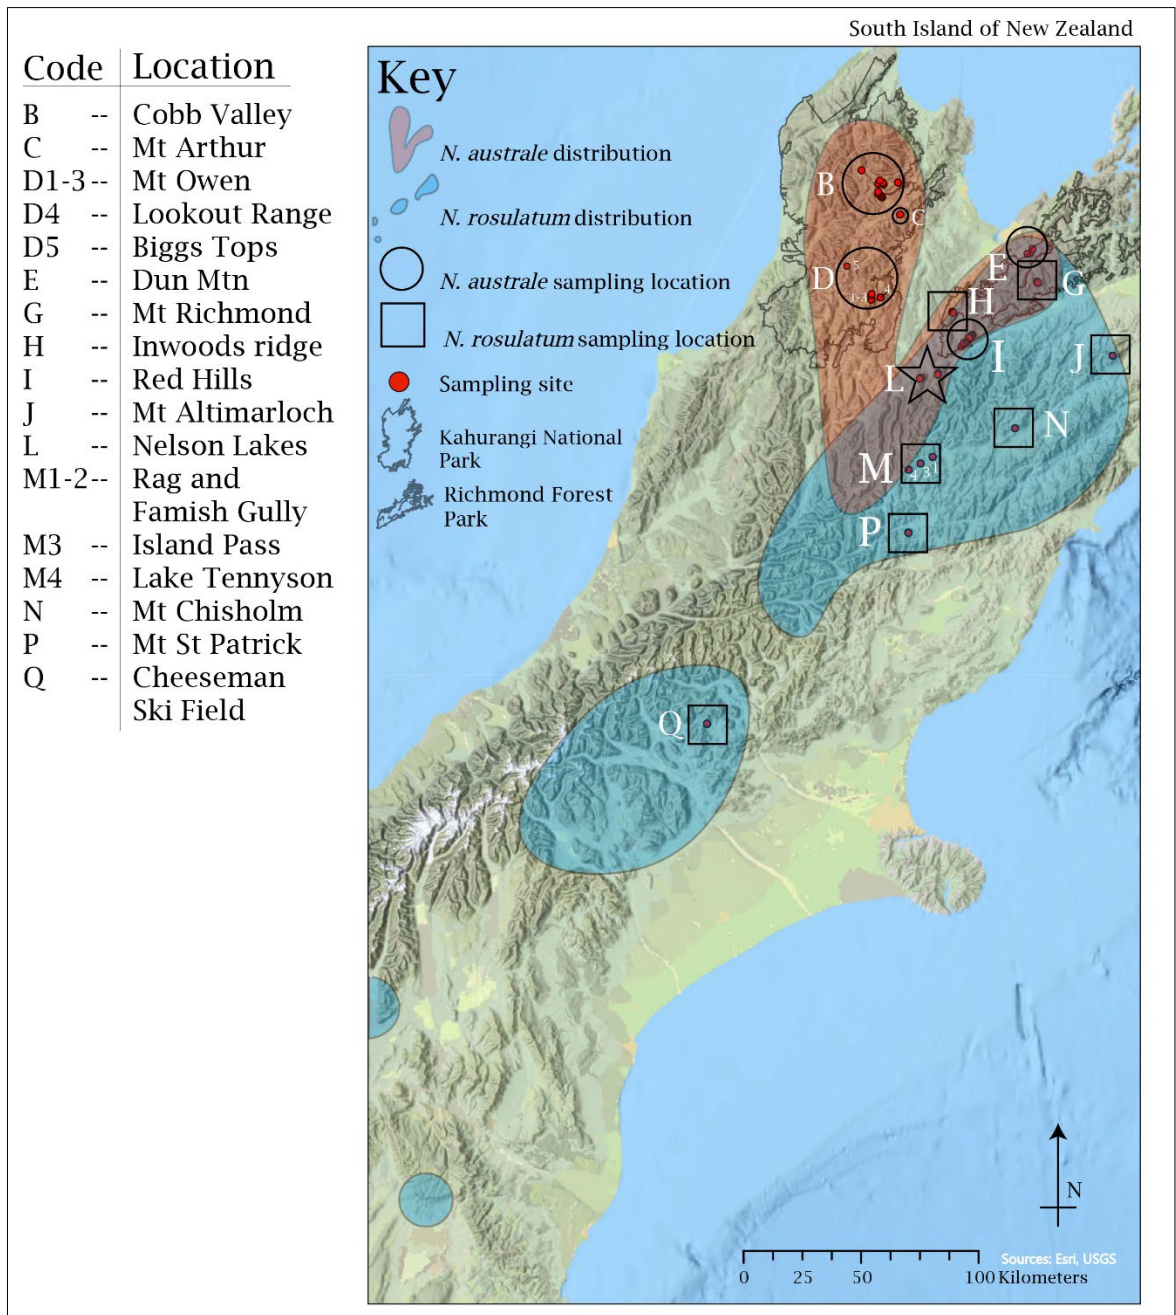 South Island of New Zealand
Code Location
B -- Cobb Valley
C -- Mt Arthur
D1-3 -- Mt Owen
D4 -- Lookout Range
D5 -- Biggs Tops
E -- Dun Mtn
G -- Mt Richmond
H -- Inwoods ridge
I -- Red Hills
J -- Mt Altimarloch
L -- Nelson Lakes
M1-2 -- Rag and
Famish Gully
M3 -- Island Pass
M4 -- Lake Tennyson
N -- Mt Chisholm
P -- Mt St Patrick
Q -- Cheeseman
Ski Field
Key
N. australe distribution
N. rosulatum distribution
N. australe sampling location
N. rosulatum sampling location
Sampling site
Kahurangi National
Park
Richmond Forest
Park
B
C
D
5
1-3
4
E
G
H
I
J
L
N
M
4 3 1
P
Q
N
Sources: Esri, USGS
0 25 50 100 Kilometers